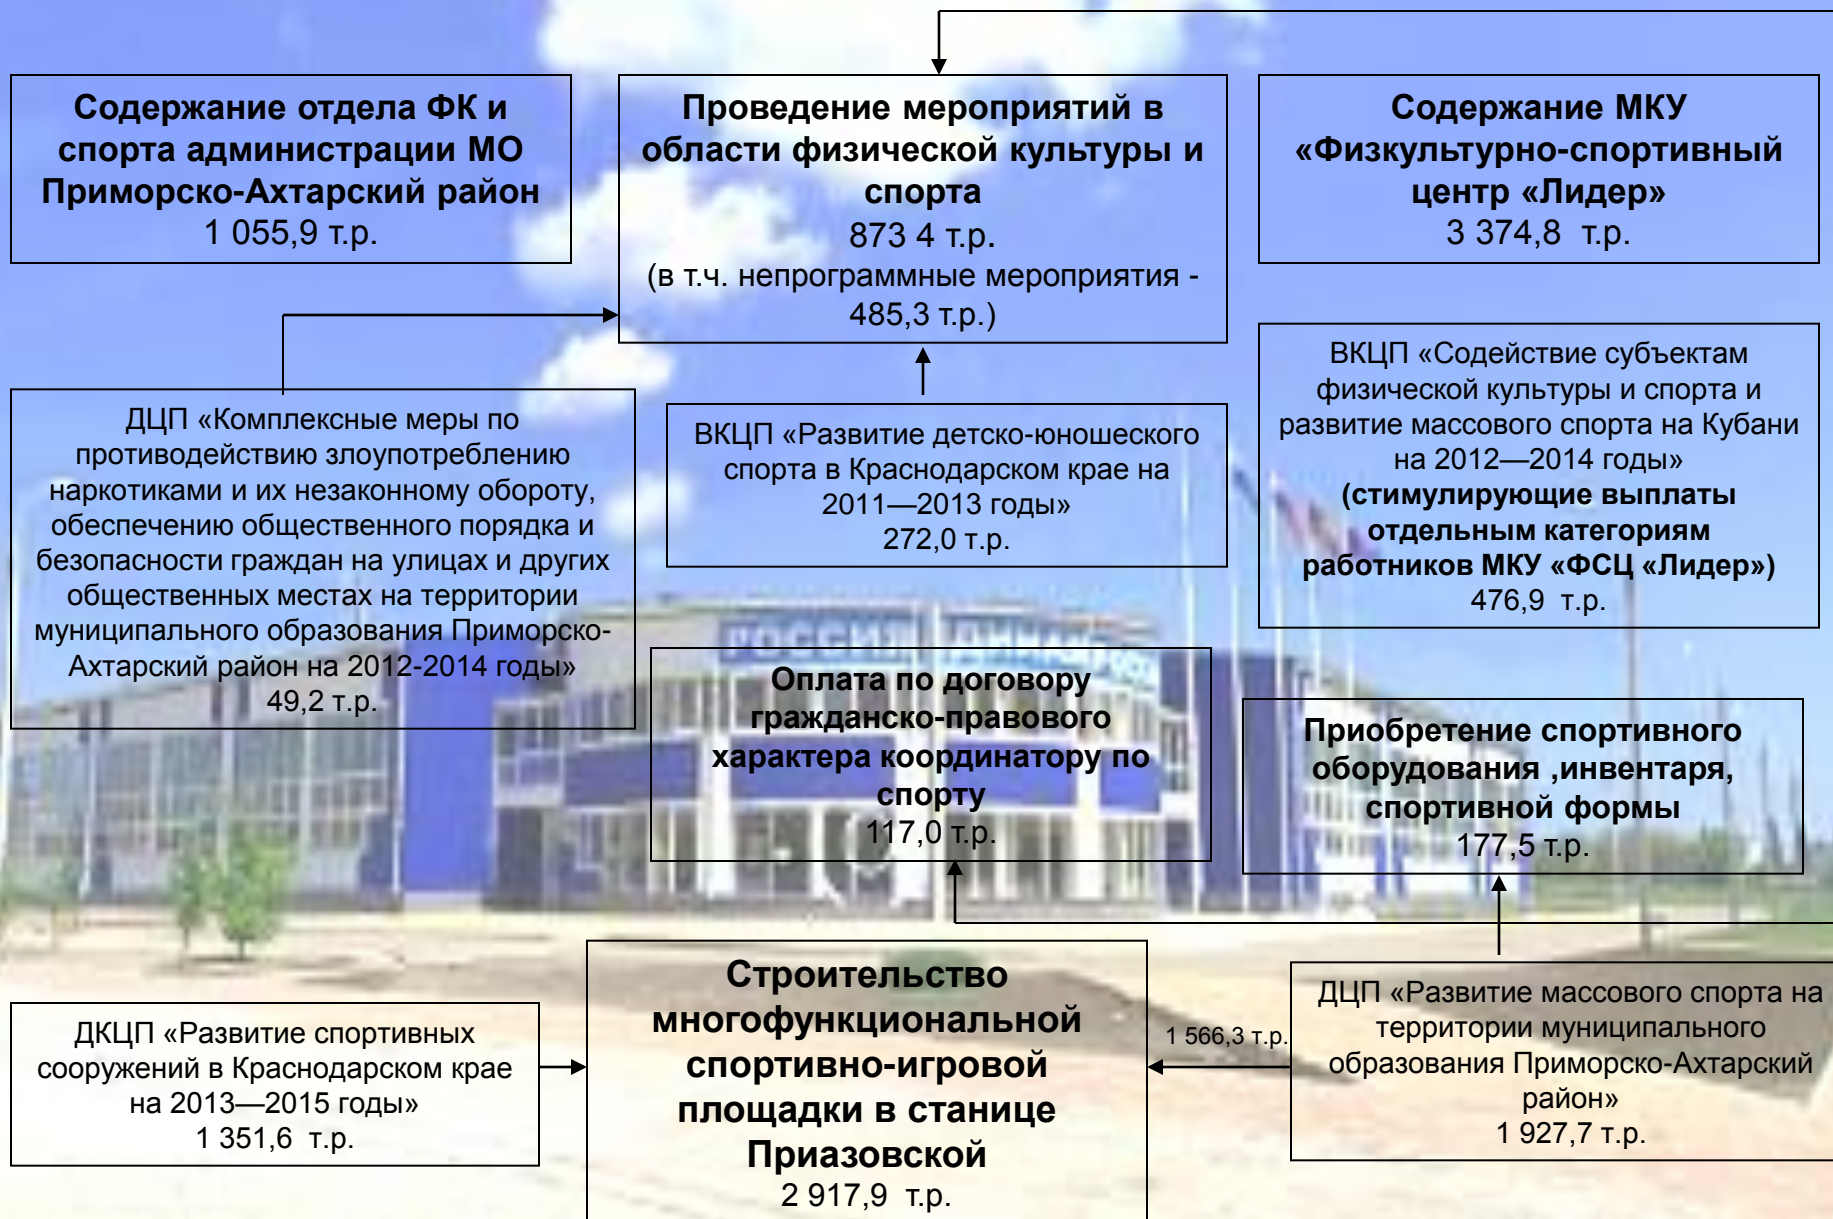 Содержание отдела ФК и
спорта администрации МО
Приморско-Ахтарский район
1 055,9 т.р.
Проведение мероприятий в
области физической культуры и
спорта
873 4 т.р.
(в т.ч. непрограммные мероприятия -
485,3 т.р.)
Содержание МКУ
«Физкультурно-спортивный
центр «Лидер»
3 374,8 т.р.
ДЦП «Комплексные меры по
противодействию злоупотреблению
наркотиками и их незаконному обороту,
обеспечению общественного порядка и
безопасности граждан на улицах и других
общественных местах на территории
муниципального образования Приморско-
Ахтарский район на 2012-2014 годы»
49,2 т.р.
ВКЦП «Развитие детско-юношеского
спорта в Краснодарском крае на
2011—2013 годы»
272,0 т.р.
ВКЦП «Содействие субъектам
физической культуры и спорта и
развитие массового спорта на Кубани
на 2012—2014 годы»
(стимулирующие выплаты
отдельным категориям
работников МКУ «ФСЦ «Лидер»)
476,9 т.р.
Оплата по договору
гражданско-правового
характера координатору по
спорту
117,0 т.р.
Приобретение спортивного
оборудования ,инвентаря,
спортивной формы
177,5 т.р.
ДКЦП «Развитие спортивных
сооружений в Краснодарском крае
на 2013—2015 годы»
1 351,6 т.р.
Строительство
многофункциональной
спортивно-игровой
площадки в станице
Приазовской
2 917,9 т.р.
1 566,3 т.р.
ДЦП «Развитие массового спорта на
территории муниципального
образования Приморско-Ахтарский
район»
1 927,7 т.р.